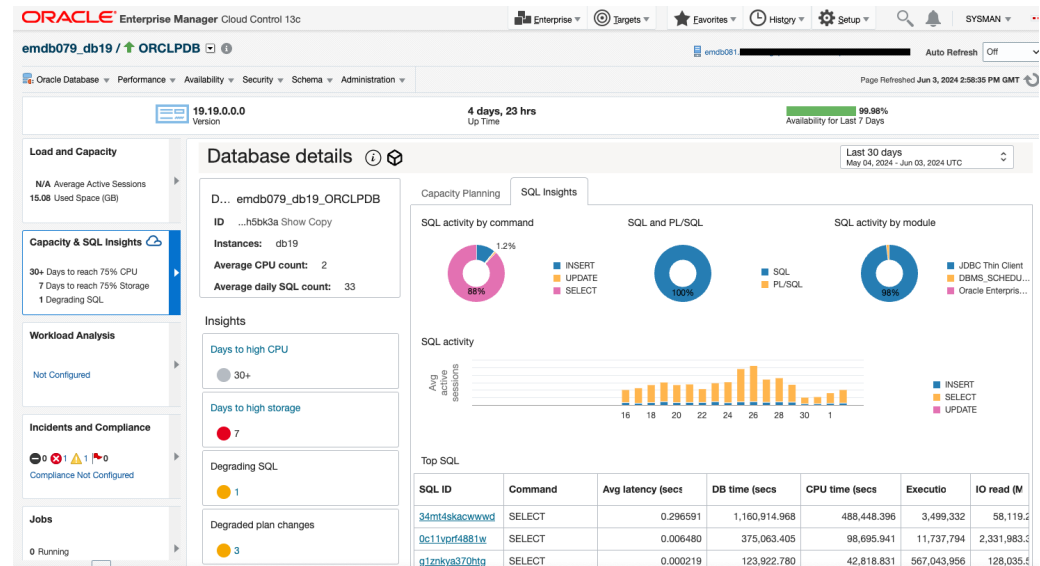 ORACLE Enterprise Manager Cloud Control 13c
Enterprise Targets Favorites History Setup SYSMAN
emdb079_db19 / ORCLPDB
emdb081.
Auto Refresh Off
Oracle Database Performance Availability Security Schema Administration
Page Refreshed Jun 3, 2024 2:58:35 PM GMT
19.19.0.0.0
Version
4 days, 23 hrs
Up Time
99.98%
Availability for Last 7 Days
Load and Capacity
N/A Average Active Sessions
15.08 Used Space (GB)
Capacity & SQL Insights
30+ Days to reach 75% CPU
7 Days to reach 75% Storage
1 Degrading SQL
Workload Analysis
Not Configured
Incidents and Compliance
0 1 1 0
Compliance Not Configured
Jobs
0 Running
Database details
Last 30 days
May 04, 2024 - Jun 03, 2024 UTC
D... emdb079_db19_ORCLPDB
ID ...h5bk3a Show Copy
Instances: db19
Average CPU count: 2
Average daily SQL count: 33
Insights
Days to high CPU
30+
Days to high storage
7
Degrading SQL
1
Degraded plan changes
3
Capacity Planning SQL Insights
SQL activity by command
1.2%
88%
INSERT
UPDATE
SELECT
SQL and PL/SQL
100%
SQL
PL/SQL
SQL activity by module
98%
JDBC Thin Client
DBMS_SCHEDU...
Oracle Enterpris...
SQL activity
Avg
active
sessions
16 18 20 22 24 26 28 30 1
INSERT
SELECT
UPDATE
Top SQL
SQL ID Command Avg latency (secs DB time (secs CPU time (secs Executio IO read (M
34mt4skacwwwd SELECT 0.296591 1,160,914.968 488,448.396 3,499,332 58,119.2
0c11vprf4881w SELECT 0.006480 375,063.405 98,695.941 11,737,794 2,331,983.3
g1znkya370htg SELECT 0.000219 123,922.780 42,818.831 567,043,956 128,035.5